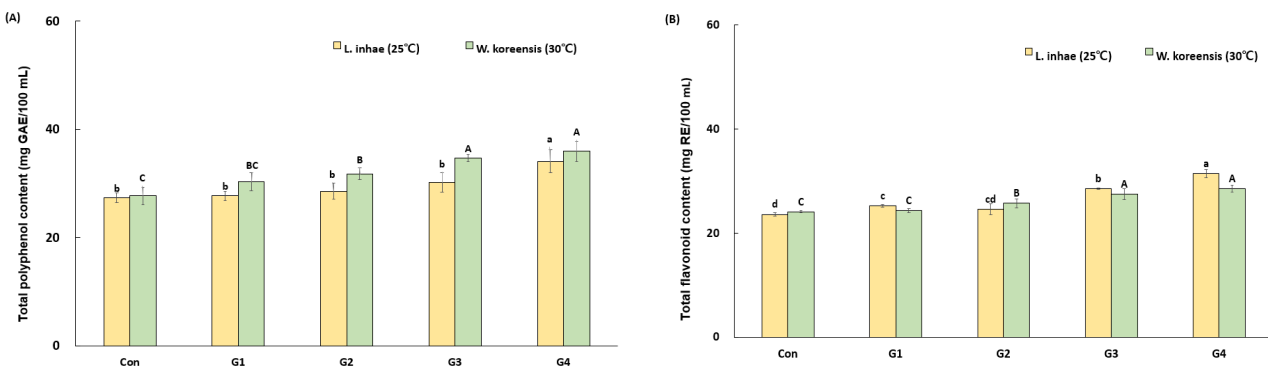 (A)
Total polyphenol content (mg GAE/100 mL)
60
40
20
0
L. inhae (25℃)
W. koreensis (30℃)
b
C
b
BC
b
B
b
A
a
A
Con
G1
G2
G3
G4
(B)
Total flavonoid content (mg RE/100 mL)
60
40
20
0
L. inhae (25℃)
W. koreensis (30℃)
d
C
c
C
cd
B
b
A
a
A
Con
G1
G2
G3
G4